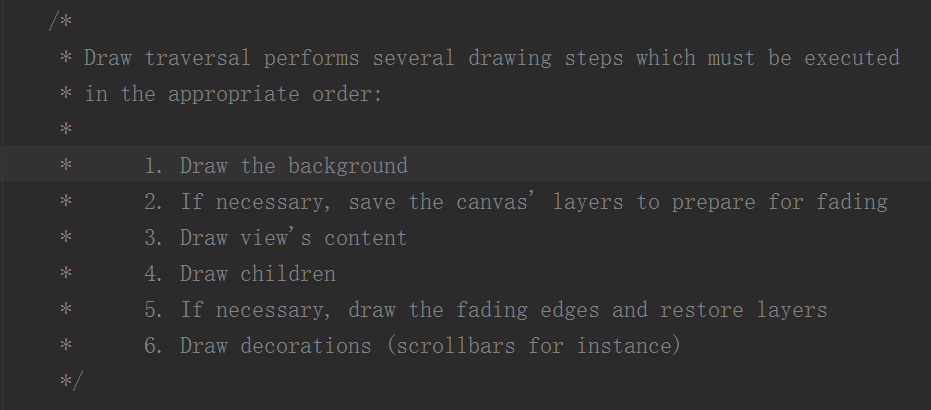 /*
* Draw traversal performs several drawing steps which must be executed
* in the appropriate order:
*
* 1. Draw the background
* 2. If necessary, save the canvas' layers to prepare for fading
* 3. Draw view's content
* 4. Draw children
* 5. If necessary, draw the fading edges and restore layers
* 6. Draw decorations (scrollbars for instance)
*/